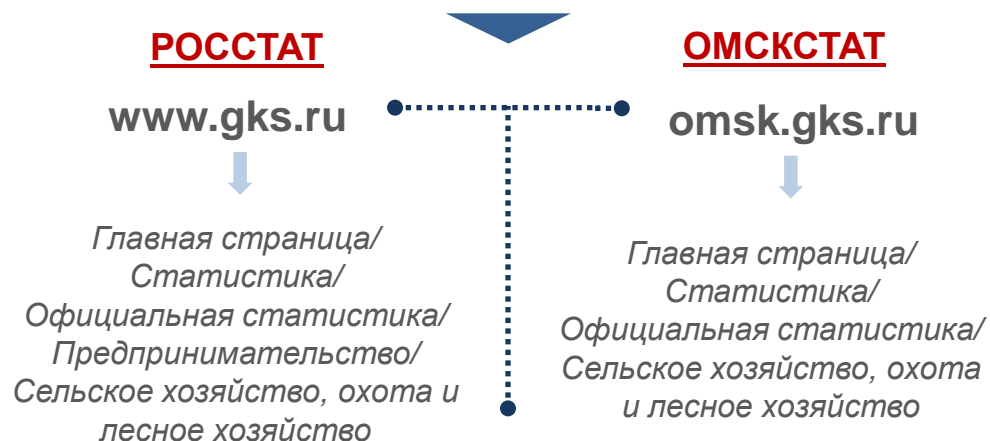 РОССТАТ
www.gks.ru
Главная страница/
Статистика/
Официальная статистика/
Предпринимательство/
Сельское хозяйство, охота и
лесное хозяйство
ОМСКСТАТ
omsk.gks.ru
Главная страница/
Статистика/
Официальная статистика/
Сельское хозяйство, охота
и лесное хозяйство